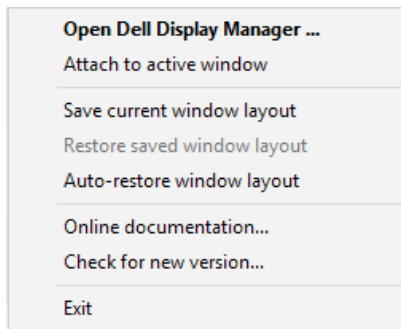 Open Dell Display Manager ...
Attach to active window
Save current window layout
Restore saved window layout
Auto-restore window layout
Online documentation...
Check for new version...
Exit